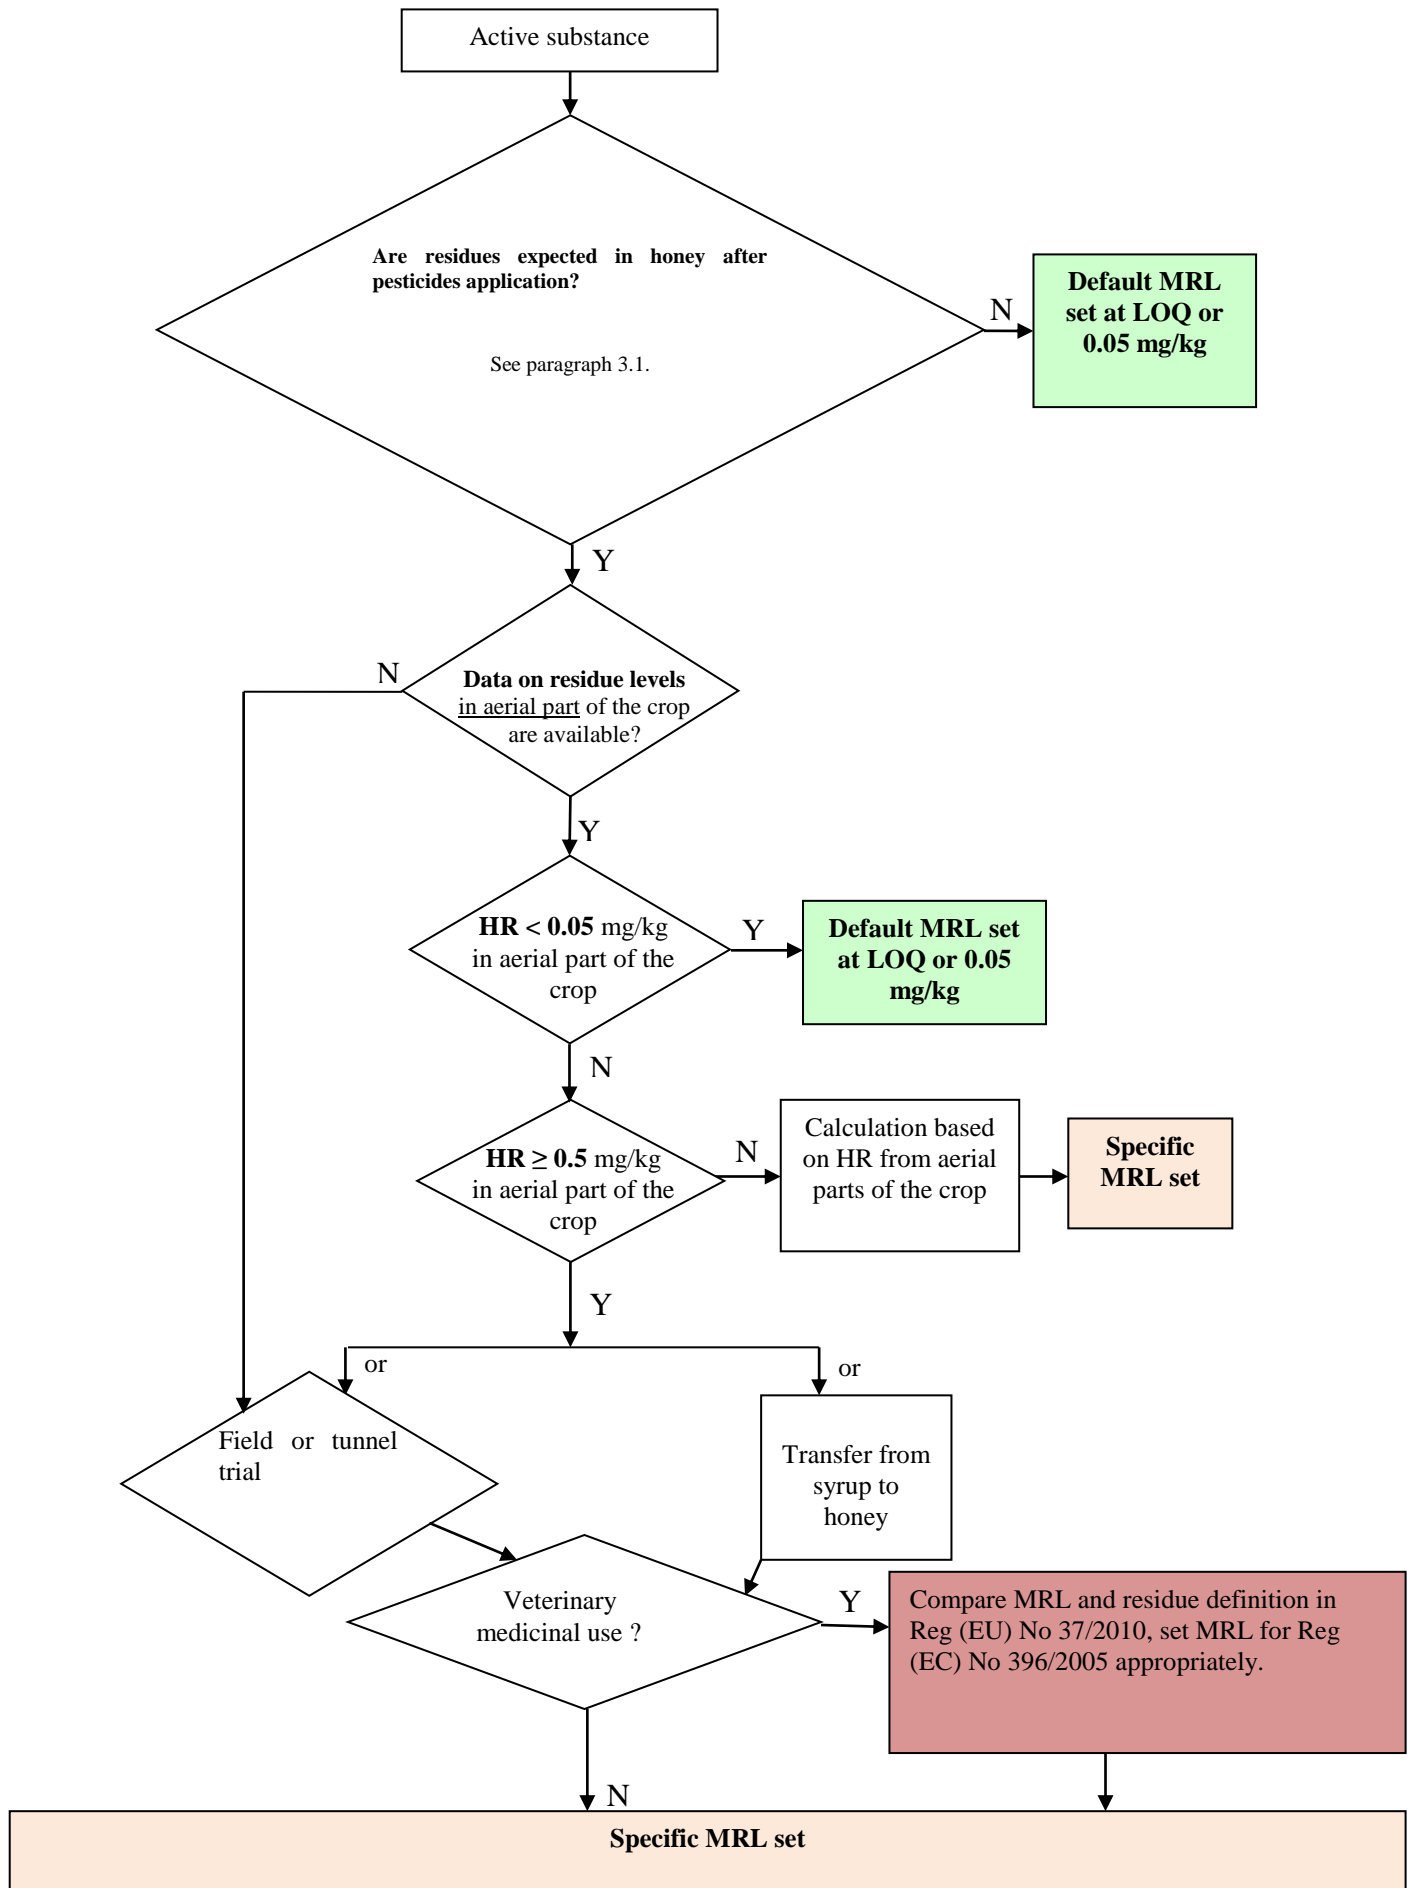 Active substance
Are residues expected in honey after
pesticides application?
See paragraph 3.1.
N
Default MRL
set at LOQ or
0.05 mg/kg
Y
N
Data on residue levels
in aerial part of the crop
are available?
Y
HR < 0.05 mg/kg
in aerial part of the
crop
Y
Default MRL set
at LOQ or 0.05
mg/kg
N
HR ≥ 0.5 mg/kg
in aerial part of the
crop
N
Calculation based
on HR from aerial
parts of the crop
Specific
MRL set
Y
or
or
Field or tunnel
trial
Transfer from
syrup to
honey
Veterinary
medicinal use ?
Y
Compare MRL and residue definition in
Reg (EU) No 37/2010, set MRL for Reg
(EC) No 396/2005 appropriately.
N
Specific MRL set